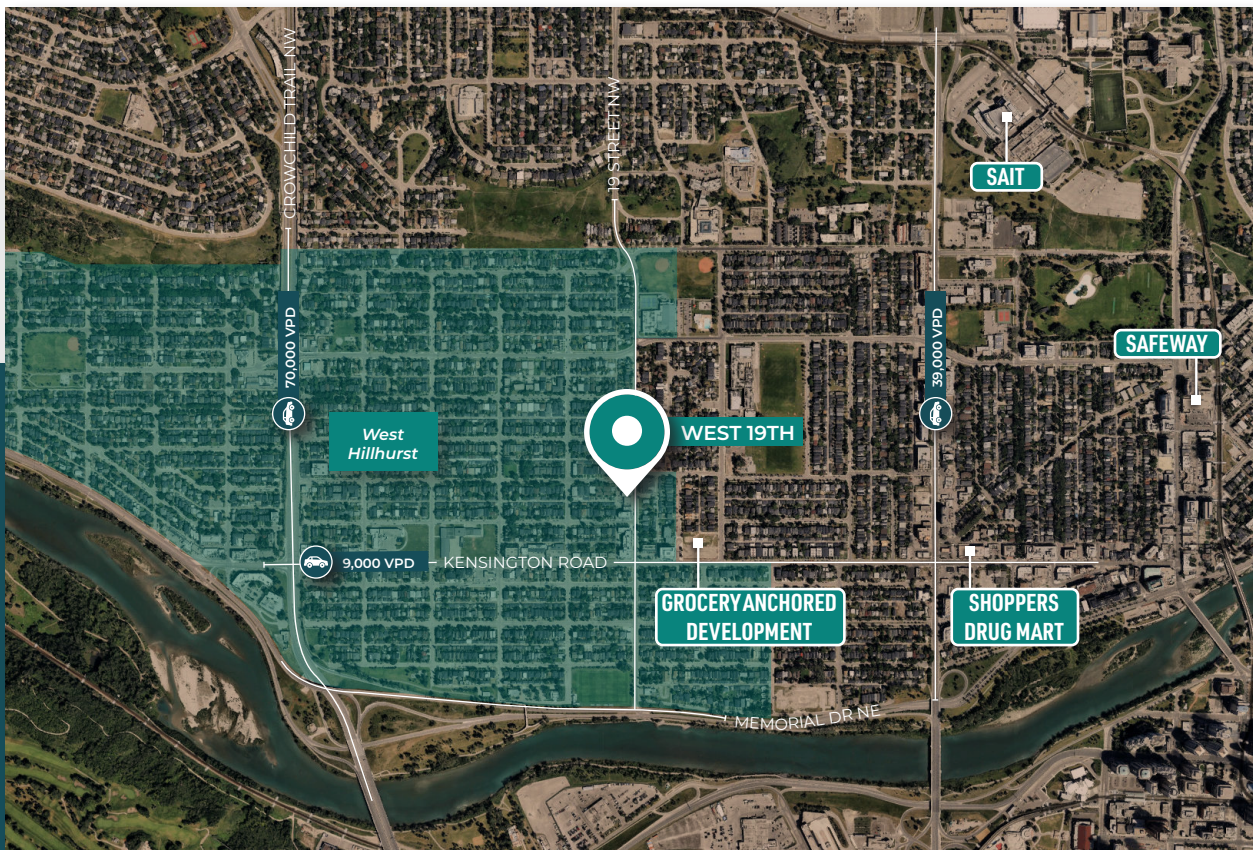 CROWCHILD TRAIL NW
19 STREET NW
SAIT
70,000 VPD
39,000 VPD
SAFEWAY
West
Hillhurst
WEST 19TH
9,000 VPD
KENSINGTON ROAD
GROCERY ANCHORED
DEVELOPMENT
SHOPPERS
DRUG MART
MEMORIAL DR NE